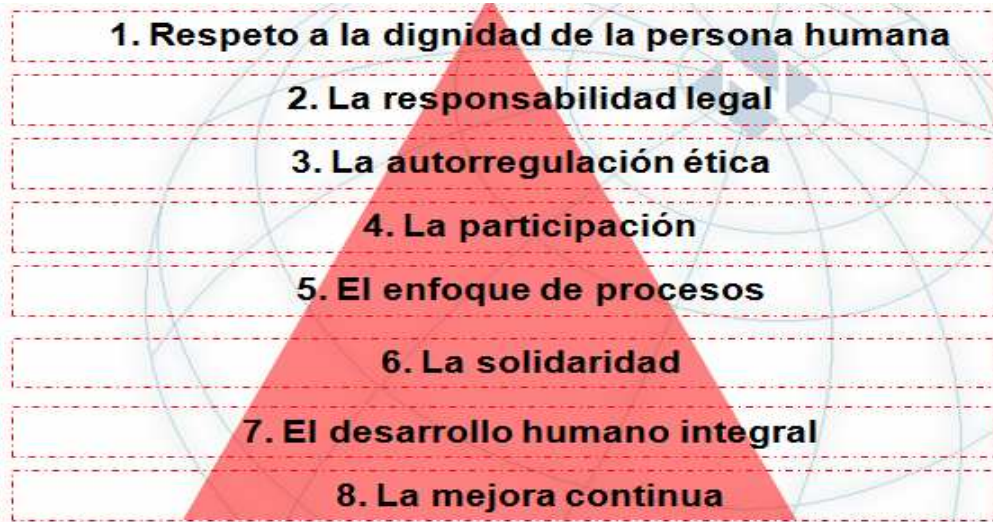 1. Respeto a la dignidad de la persona humana
2. La responsabilidad legal
3. La autorregulación ética
4. La participación
5. El enfoque de procesos
6. La solidaridad
7. El desarrollo humano integral
8. La mejora continua